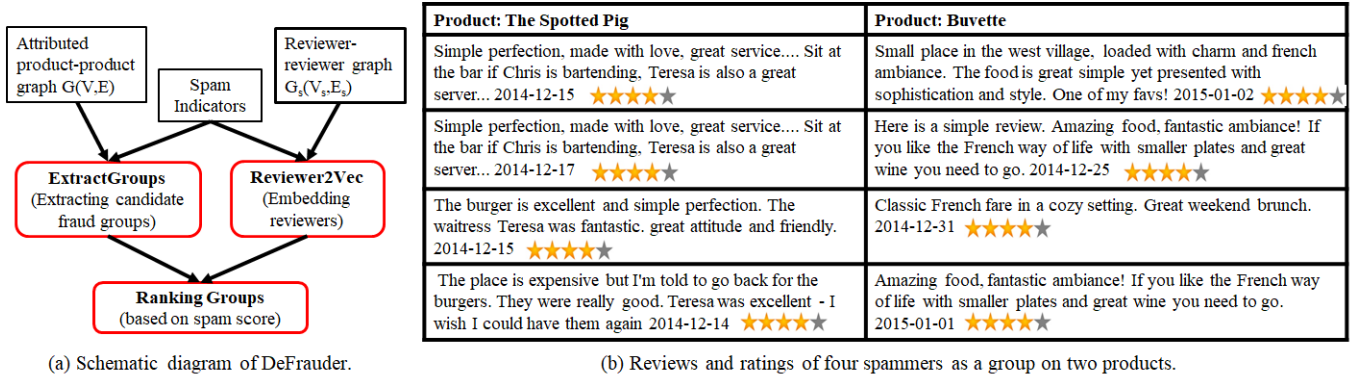 Attributed
product-product
graph G(V,E)
Spam
Indicators
Reviewer-
reviewer graph
Gs(Vs,Es)
ExtractGroups
(Extracting candidate
fraud groups)
Reviewer2Vec
(Embedding
reviewers)
Ranking Groups
(based on spam score)
(a) Schematic diagram of DeFrauder.
Product: The Spotted Pig
Product: Buvette
Simple perfection, made with love, great service.... Sit at
the bar if Chris is bartending, Teresa is also a great
server... 2014-12-15
Small place in the west village, loaded with charm and french
ambiance. The food is great simple yet presented with
sophistication and style. One of my favs! 2015-01-02
Simple perfection, made with love, great service.... Sit at
the bar if Chris is bartending, Teresa is also a great
server... 2014-12-17
Here is a simple review. Amazing food, fantastic ambiance! If
you like the French way of life with smaller plates and great
wine you need to go. 2014-12-25
The burger is excellent and simple perfection. The
waitress Teresa was fantastic. great attitude and friendly.
2014-12-15
Classic French fare in a cozy setting. Great weekend brunch.
2014-12-31
The place is expensive but I'm told to go back for the
burgers. They were really good. Teresa was excellent - I
wish I could have them again 2014-12-14
Amazing food, fantastic ambiance! If you like the French way
of life with smaller plates and great wine you need to go.
2015-01-01
(b) Reviews and ratings of four spammers as a group on two products.